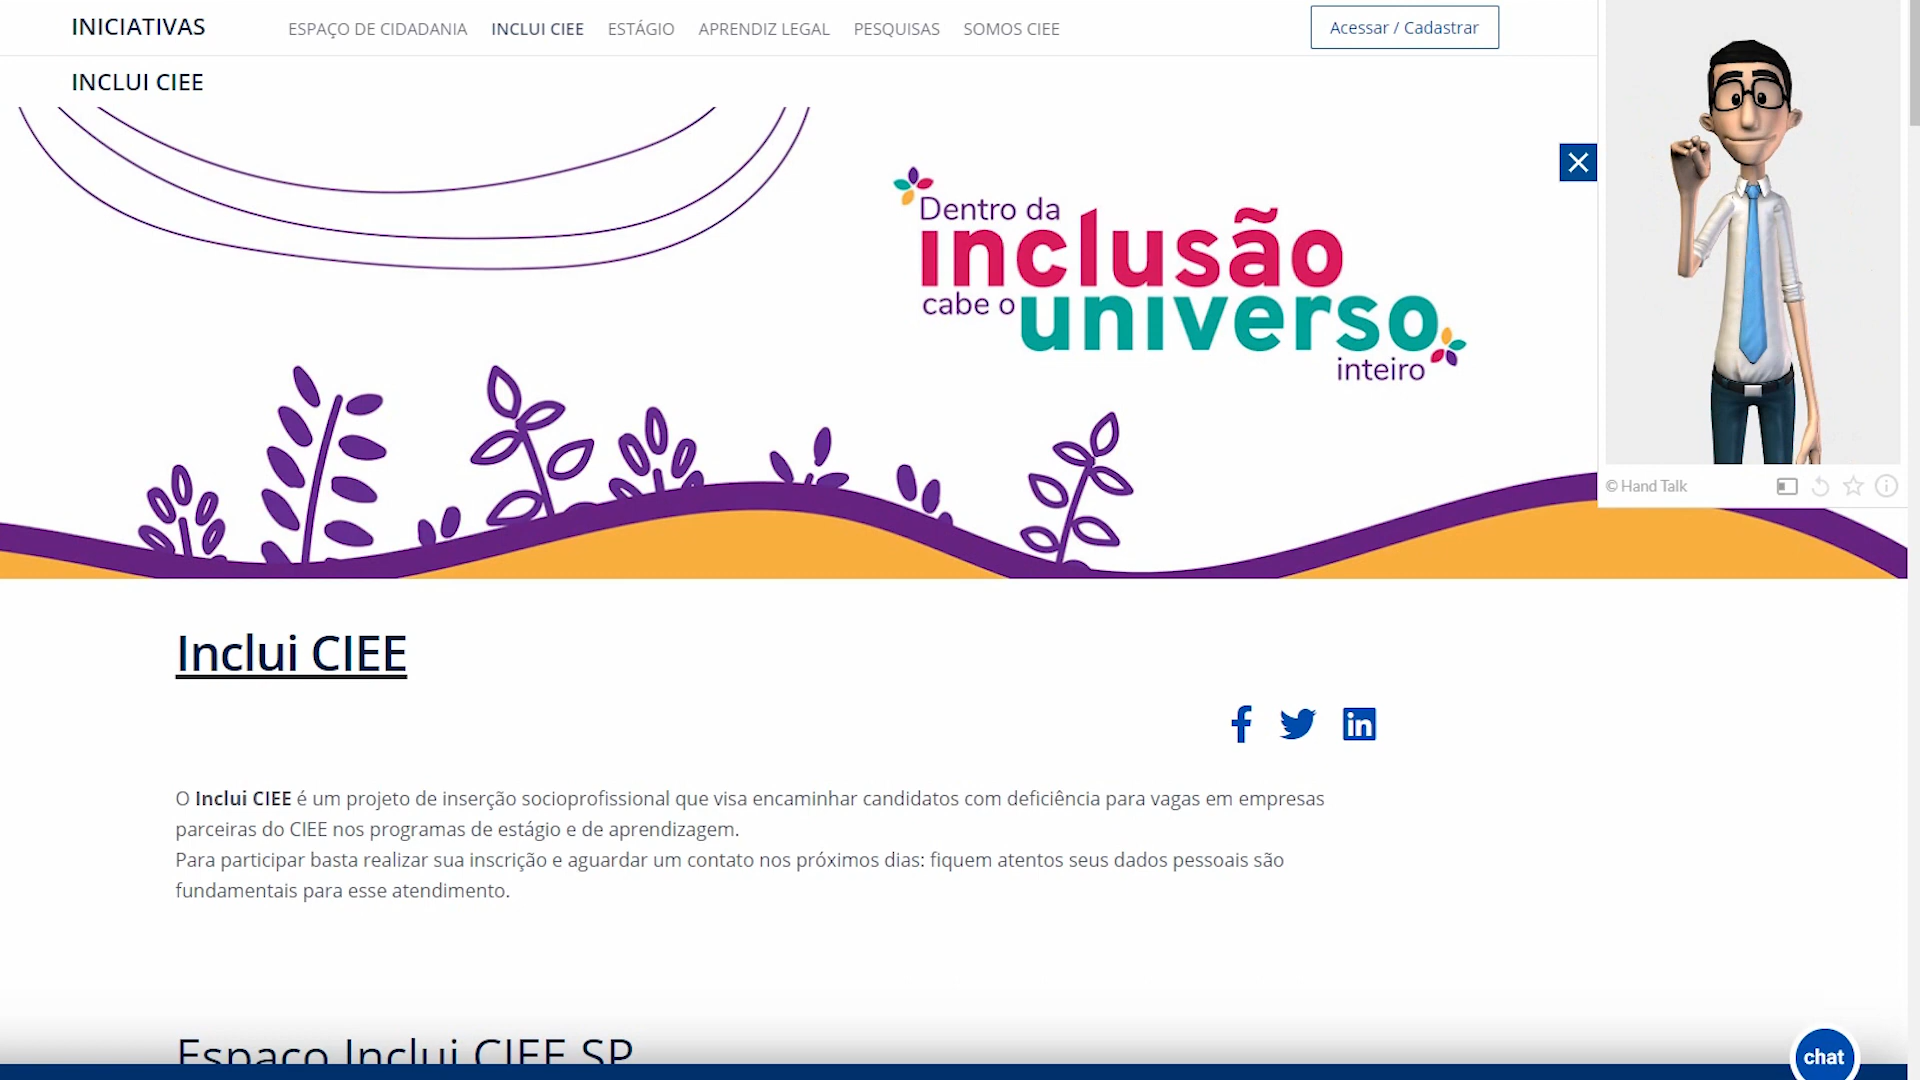 INICIATIVAS
ESPAÇO DE CIDADANIA
INCLUI CIEE
ESTÁGIO
APRENDIZ LEGAL
PESQUISAS
SOMOS CIEE
Acessar / Cadastrar
INCLUI CIEE
Dentro da
inclusão
cabe o universo
inteiro
© Hand Talk
Inclui CIEE
O Inclui CIEE é um projeto de inserção socioprofissional que visa encaminhar candidatos com deficiência para vagas em empresas
parceiras do CIEE nos programas de estágio e de aprendizagem.
Para participar basta realizar sua inscrição e aguardar um contato nos próximos dias: fiquem atentos seus dados pessoais são
fundamentais para esse atendimento.
Espaço Inclui CIEE SP
chat